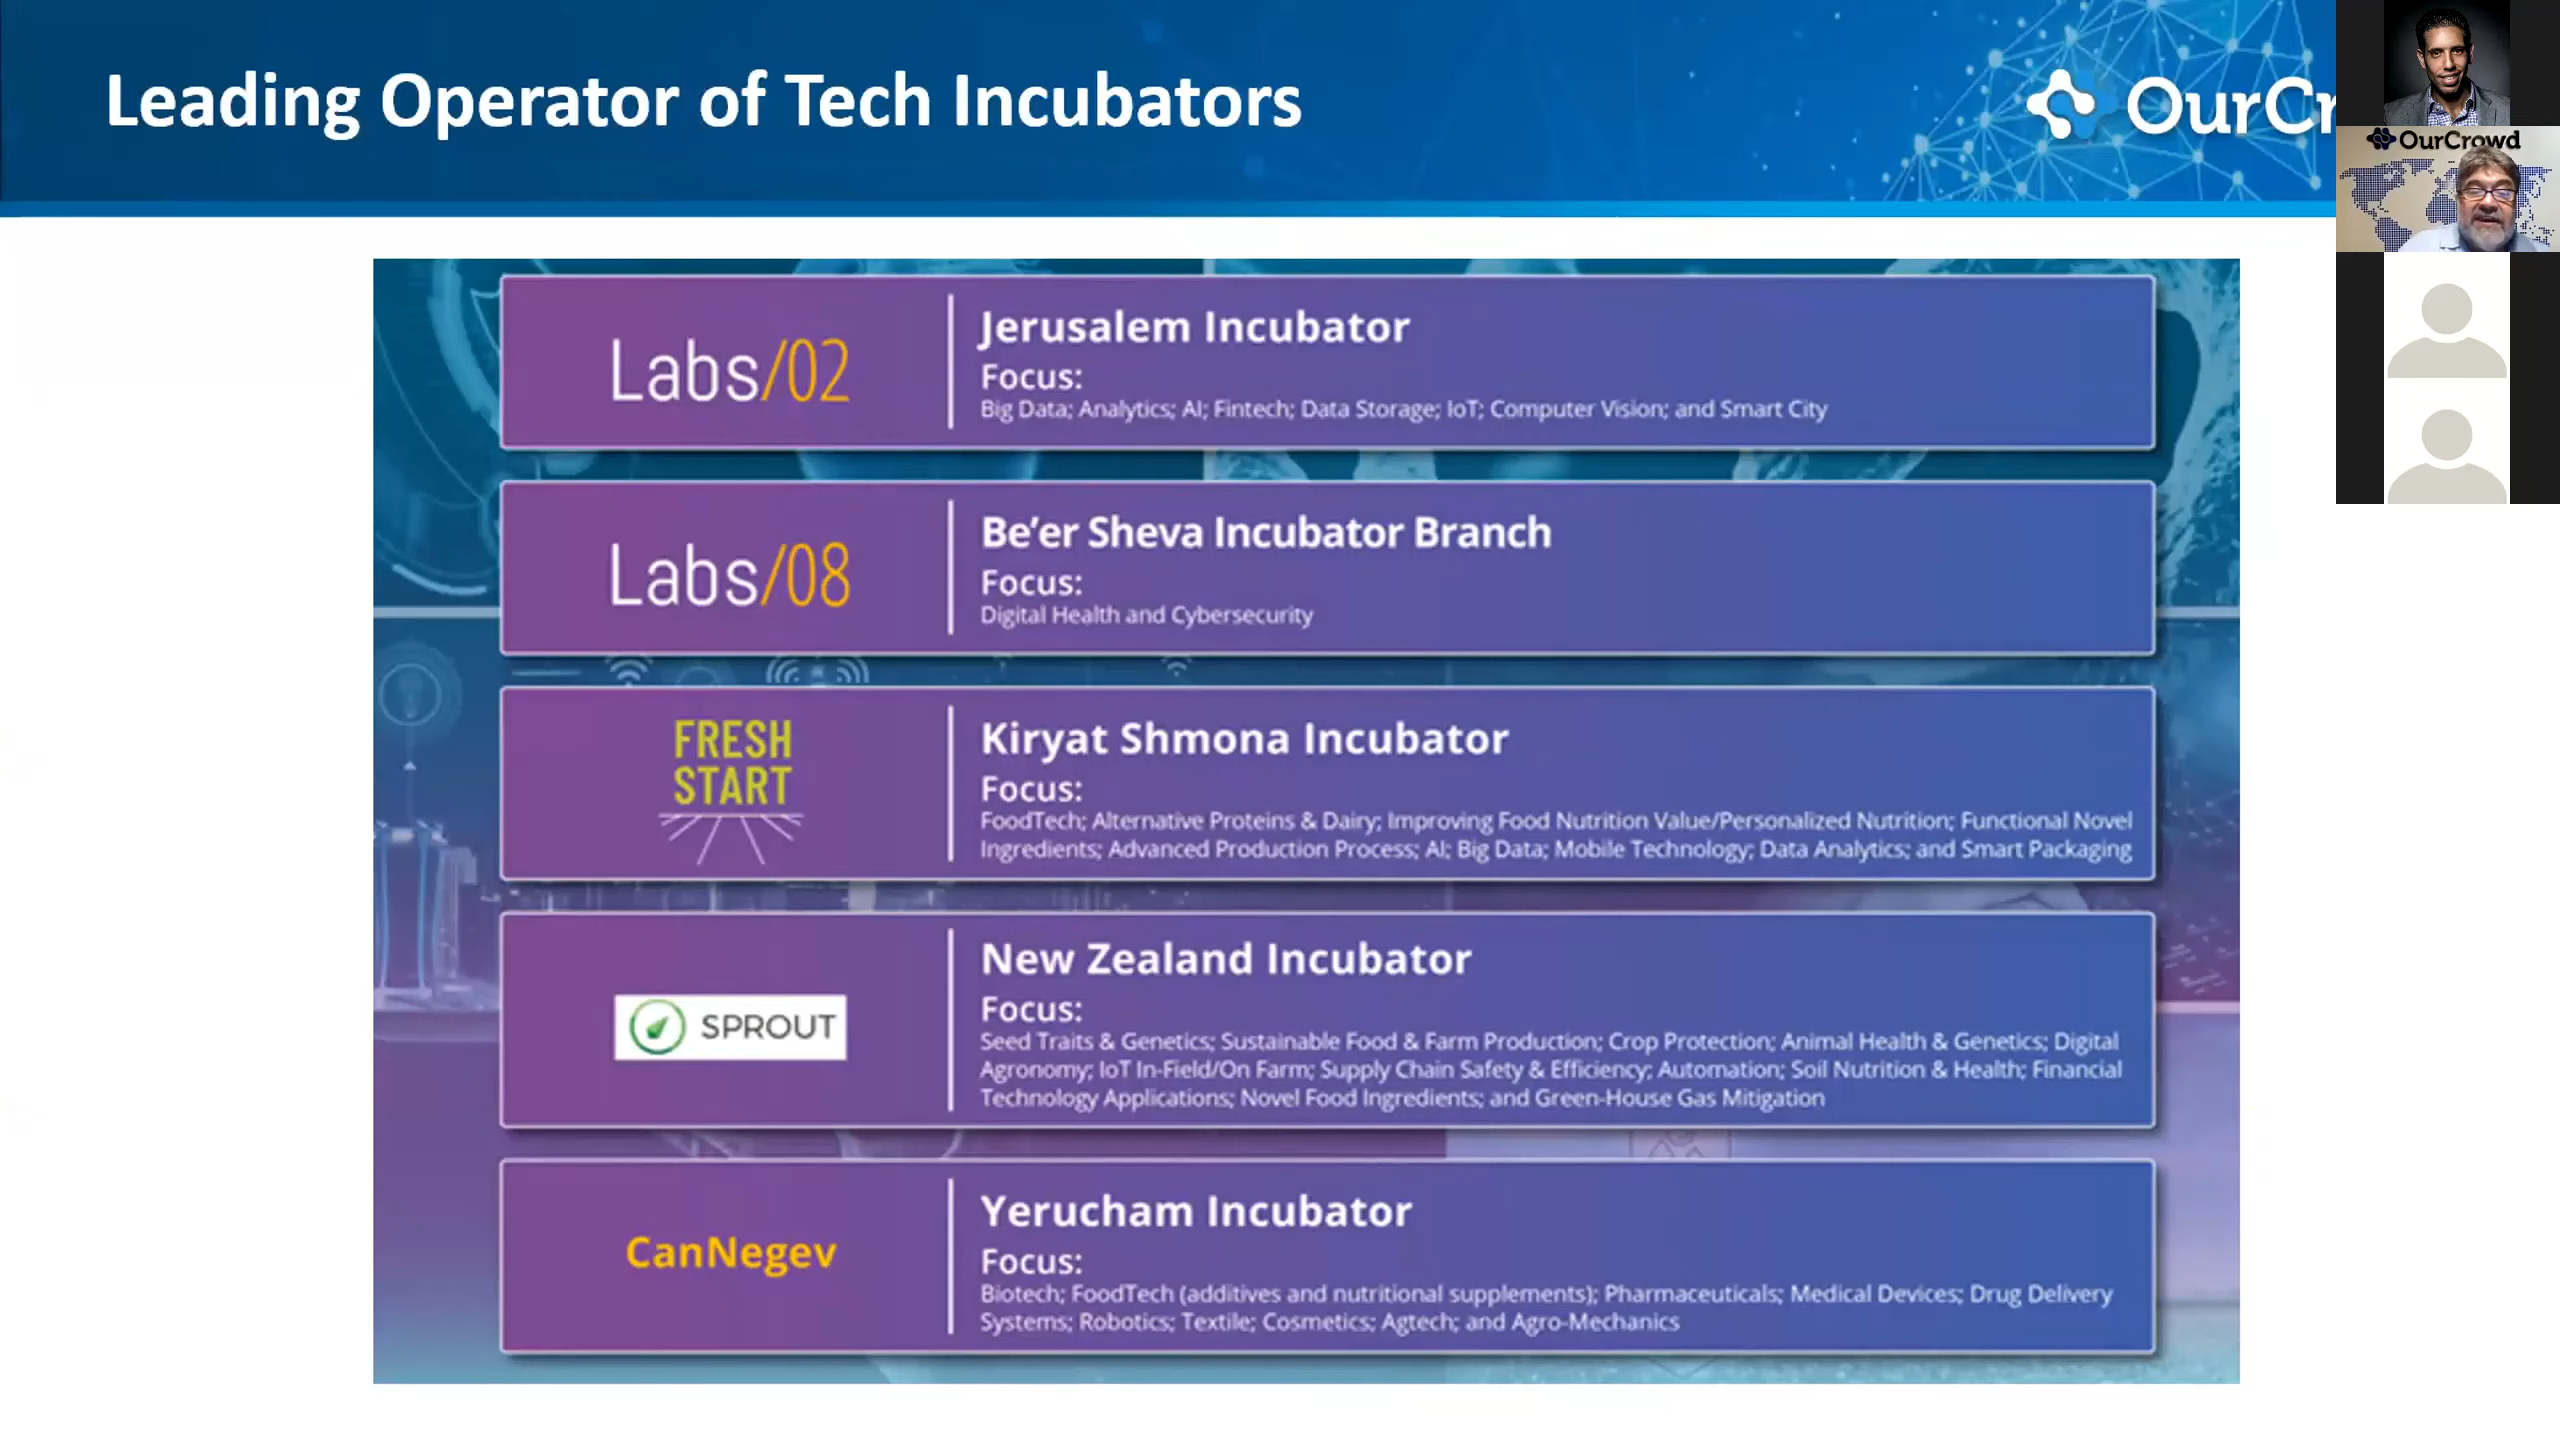 Leading Operator of Tech Incubators
OurCr
OurCrowd
Labs/02
Jerusalem Incubator
Focus:
Big Data; Analytics; AI; Fintech; Data Storage; IoT; Computer Vision; and Smart City
Labs/08
Be’er Sheva Incubator Branch
Focus:
Digital Health and Cybersecurity
FRESH
START
Kiryat Shmona Incubator
Focus:
FoodTech; Alternative Proteins & Dairy; Improving Food Nutrition Value/Personalized Nutrition; Functional Novel
Ingredients; Advanced Production Process; AI; Big Data; Mobile Technology; Data Analytics; and Smart Packaging
SPROUT
New Zealand Incubator
Focus:
Seed Traits & Genetics; Sustainable Food & Farm Production; Crop Protection; Animal Health & Genetics; Digital
Agronomy; IoT In-Field/On Farm; Supply Chain Safety & Efficiency; Automation; Soil Nutrition & Health; Financial
Technology Applications; Novel Food Ingredients; and Green-House Gas Mitigation
CanNegev
Yerucham Incubator
Focus:
Biotech; FoodTech (additives and nutritional supplements); Pharmaceuticals; Medical Devices; Drug Delivery
Systems; Robotics; Textile; Cosmetics; Agtech; and Agro-Mechanics